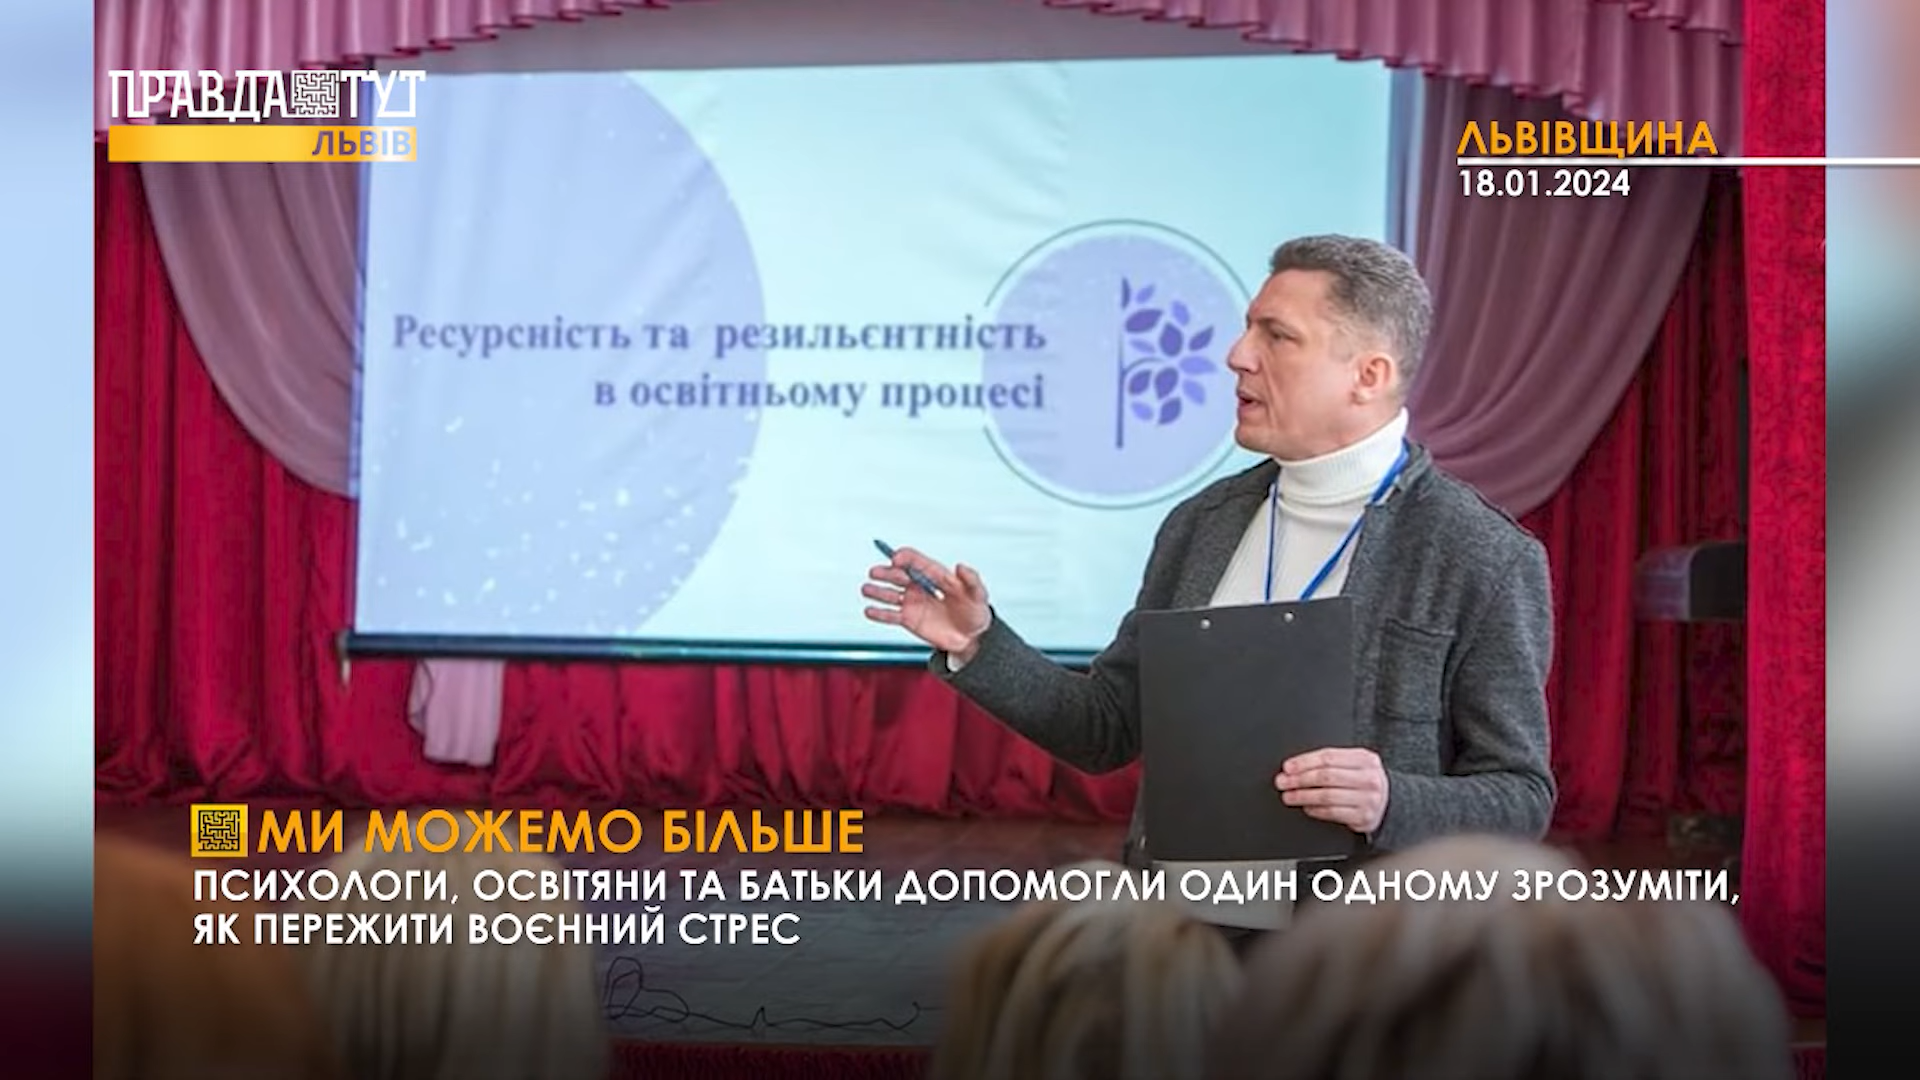 ПРАВДА ТУТ
ЛЬВІВ
ЛЬВІВЩИНА
18.01.2024
Ресурсність та резильєнтність
в освітньому процесі
МИ МОЖЕМО БІЛЬШЕ
ПСИХОЛОГИ, ОСВІТЯНИ ТА БАТЬКИ ДОПОМОГЛИ ОДИН ОДНОМУ ЗРОЗУМІТИ,
ЯК ПЕРЕЖИТИ ВОЄННИЙ СТРЕС